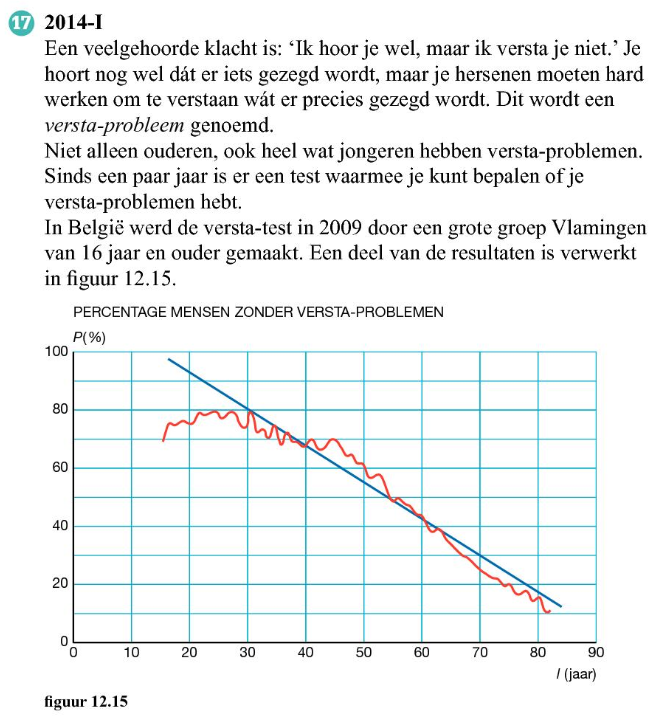 17 2014-I
Een veelgehoorde klacht is: ‘Ik hoor je wel, maar ik versta je niet.’ Je
hoort nog wel dát er iets gezegd wordt, maar je hersenen moeten hard
werken om te verstaan wát er precies gezegd wordt. Dit wordt een
versta-probleem genoemd.
Niet alleen ouderen, ook heel wat jongeren hebben versta-problemen.
Sinds een paar jaar is er een test waarmee je kunt bepalen of je
versta-problemen hebt.
In België werd de versta-test in 2009 door een grote groep Vlamingen
van 16 jaar en ouder gemaakt. Een deel van de resultaten is verwerkt
in figuur 12.15.
PERCENTAGE MENSEN ZONDER VERSTA-PROBLEMEN
P(%)
100
80
60
40
20
0
0 10 20 30 40 50 60 70 80 90
l (jaar)
figuur 12.15